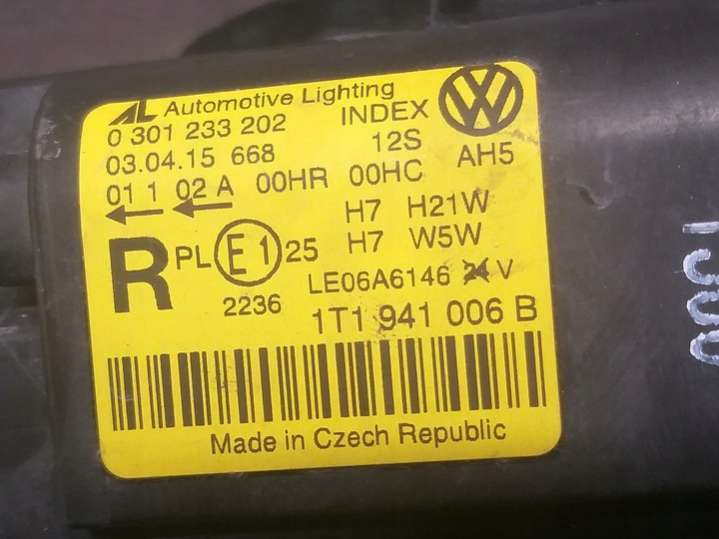 AL Automotive Lighting
0 301 233 202 INDEX
03.04.15 668 12S
01 1 02 A 00HR 00HC AH5
H7 H21W
H7 W5W
R PL E1 25
2236 LE06A6146 24 V
1T1 941 006 B
Made in Czech Republic